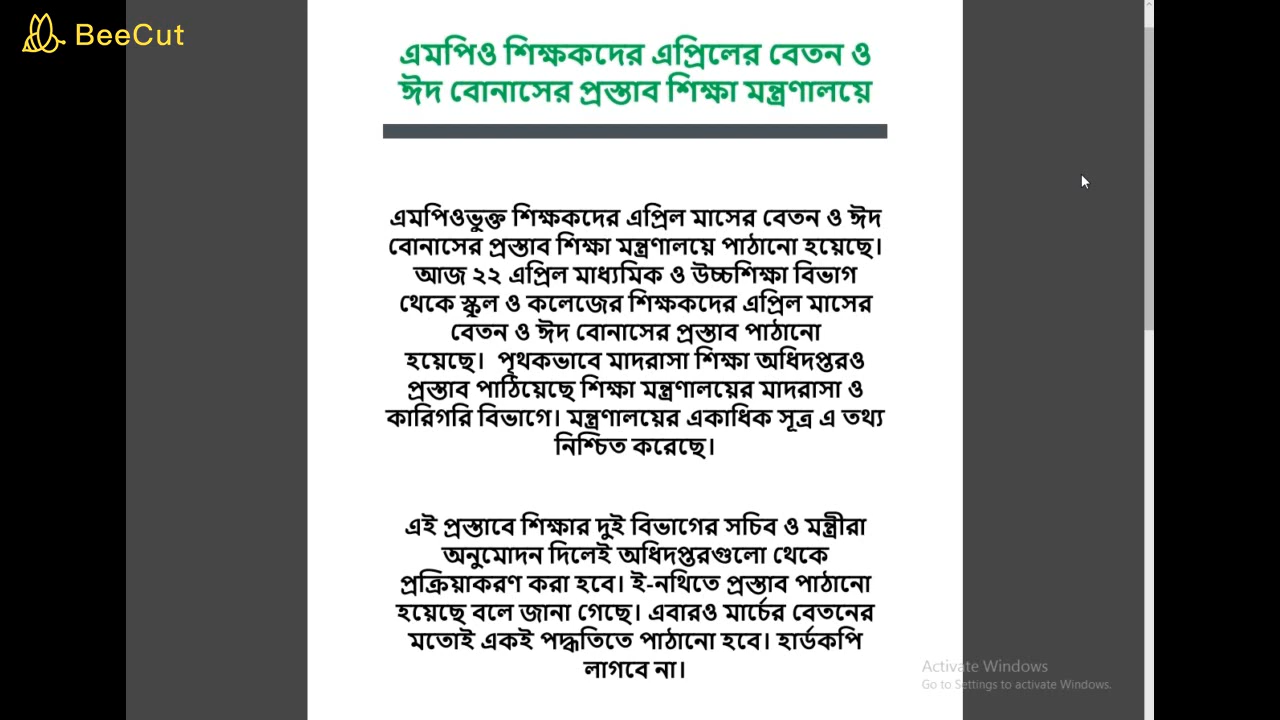 BeeCut
এমপিও শিক্ষকদের এপ্রিলের বেতন ও
ঈদ বোনাসের প্রস্তাব শিক্ষা মন্ত্রণালয়ে
এমপিওভুক্ত শিক্ষকদের এপ্রিল মাসের বেতন ও ঈদ
বোনাসের প্রস্তাব শিক্ষা মন্ত্রণালয়ে পাঠানো হয়েছে।
আজ ২২ এপ্রিল মাধ্যমিক ও উচ্চশিক্ষা বিভাগ
থেকে স্কুল ও কলেজের শিক্ষকদের এপ্রিল মাসের
বেতন ও ঈদ বোনাসের প্রস্তাব পাঠানো
হয়েছে। পৃথকভাবে মাদরাসা শিক্ষা অধিদপ্তরও
প্রস্তাব পাঠিয়েছে শিক্ষা মন্ত্রণালয়ের মাদরাসা ও
কারিগরি বিভাগে। মন্ত্রণালয়ের একাধিক সূত্র এ তথ্য
নিশ্চিত করেছে।
এই প্রস্তাবে শিক্ষার দুই বিভাগের সচিব ও মন্ত্রীরা
অনুমোদন দিলেই অধিদপ্তরগুলো থেকে
প্রক্রিয়াকরণ করা হবে। ই-নথিতে প্রস্তাব পাঠানো
হয়েছে বলে জানা গেছে। এবারও মার্চের বেতনের
মতোই একই পদ্ধতিতে পাঠানো হবে। হার্ডকপি
লাগবে না।
Activate Windows
Go to Settings to activate Windows.